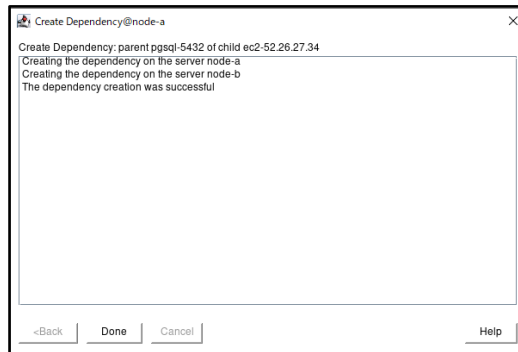 Create Dependency@node-a
Create Dependency: parent pgsql-5432 of child ec2-52.26.27.34
Creating the dependency on the server node-a
Creating the dependency on the server node-b
The dependency creation was successful
<Back Done Cancel Help